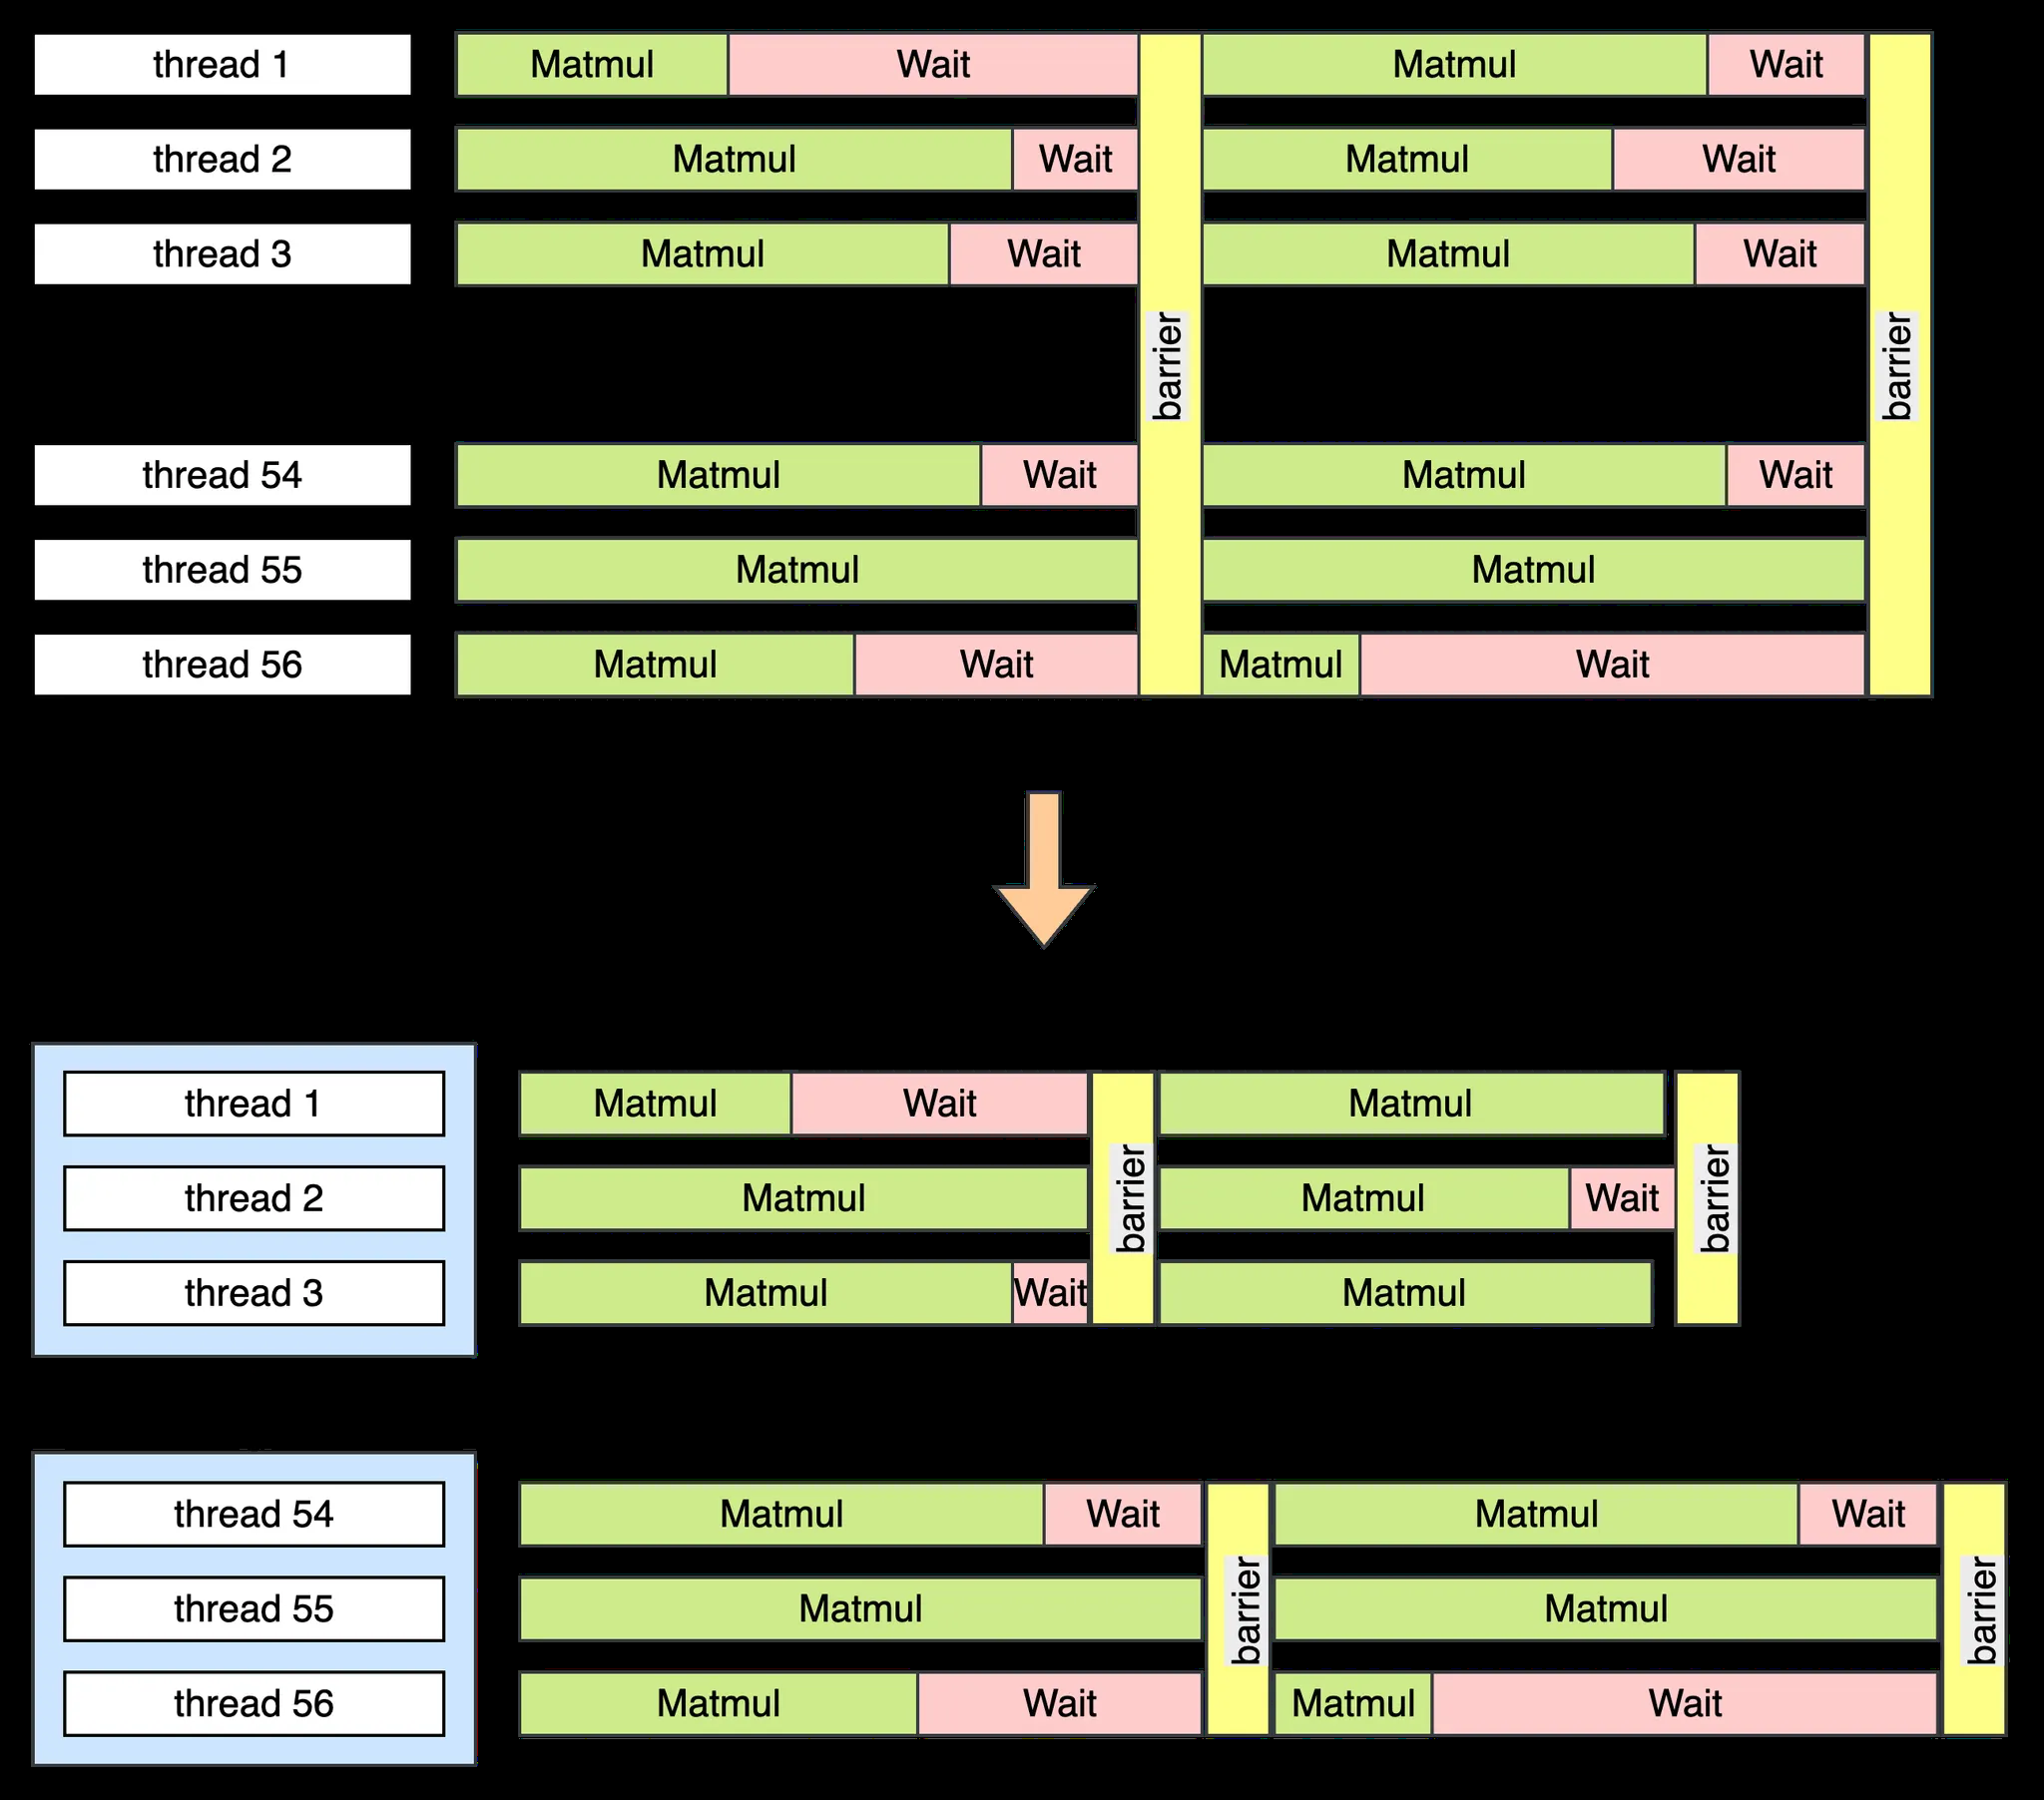 thread 1 Matmul Wait Matmul Wait
thread 2 Matmul Wait Matmul Wait
thread 3 Matmul Wait Matmul Wait
barrier barrier
thread 54 Matmul Wait Matmul Wait
thread 55 Matmul Matmul
thread 56 Matmul Wait Matmul Wait
thread 1 Matmul Wait Matmul
thread 2 Matmul Matmul Wait
barrier barrier
thread 3 Matmul Wait Matmul
thread 54 Matmul Wait Matmul Wait
thread 55 Matmul Matmul
barrier barrier
thread 56 Matmul Wait Matmul Wait